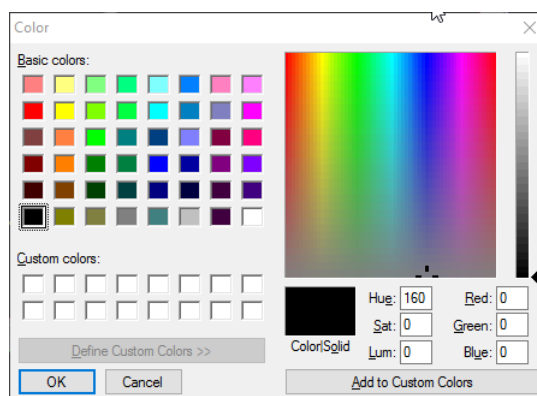 Color
Basic colors:
Custom colors:
Define Custom Colors >>
OK
Cancel
Color|Solid
Hue: 160
Sat: 0
Lum: 0
Red: 0
Green: 0
Blue: 0
Add to Custom Colors